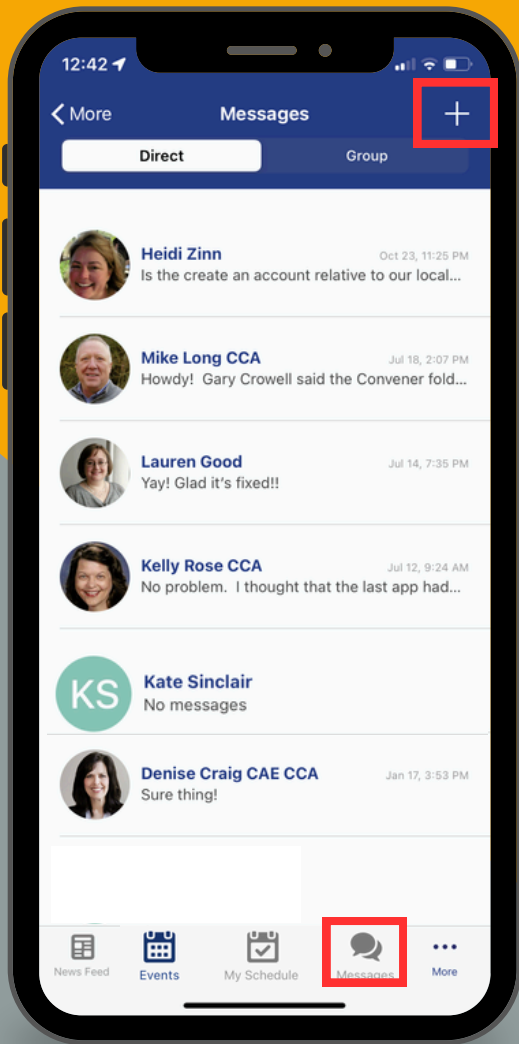 12:42
More
Messages
Direct
Group
Heidi Zinn
Oct 23, 11:25 PM
Is the create an account relative to our local...
Mike Long CCA
Jul 18, 2:07 PM
Howdy!  Gary Crowell said the Convener fold...
Lauren Good
Jul 14, 7:35 PM
Yay! Glad it's fixed!!
Kelly Rose CCA
Jul 12, 9:24 AM
No problem.  I thought that the last app had...
KS
Kate Sinclair
No messages
Denise Craig CAE CCA
Jan 17, 3:53 PM
Sure thing!
News Feed
Events
My Schedule
Messages
More